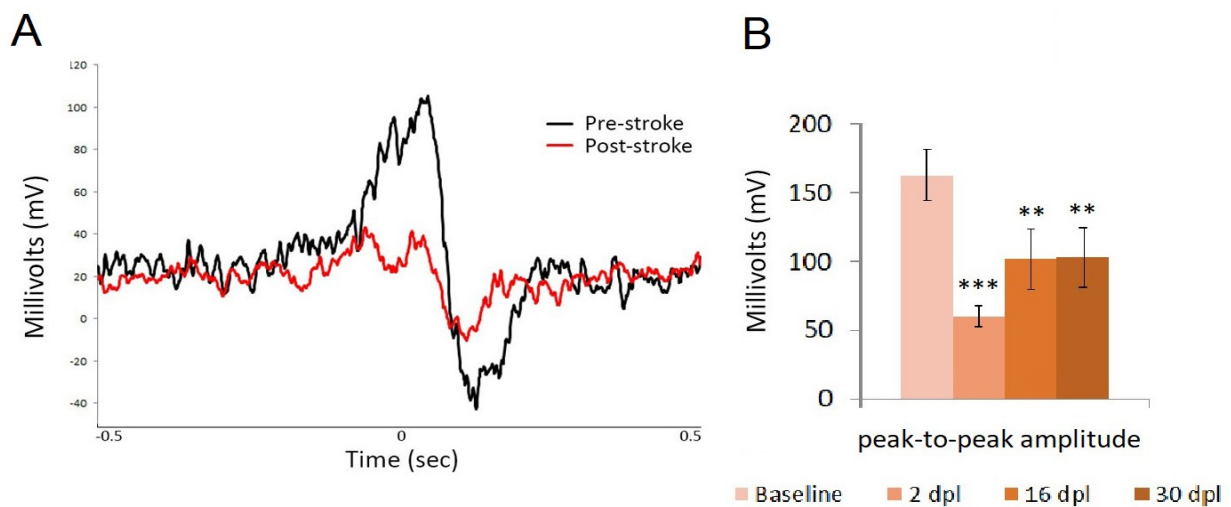 A
120
100
80
60
40
20
0
-20
-40
Millivolts (mV)
-0.5
0
0.5
Time (sec)
Pre-stroke
Post-stroke
B
200
150
100
50
0
Millivolts (mV)
***
**
**
peak-to-peak amplitude
Baseline 2 dpl 16 dpl 30 dpl